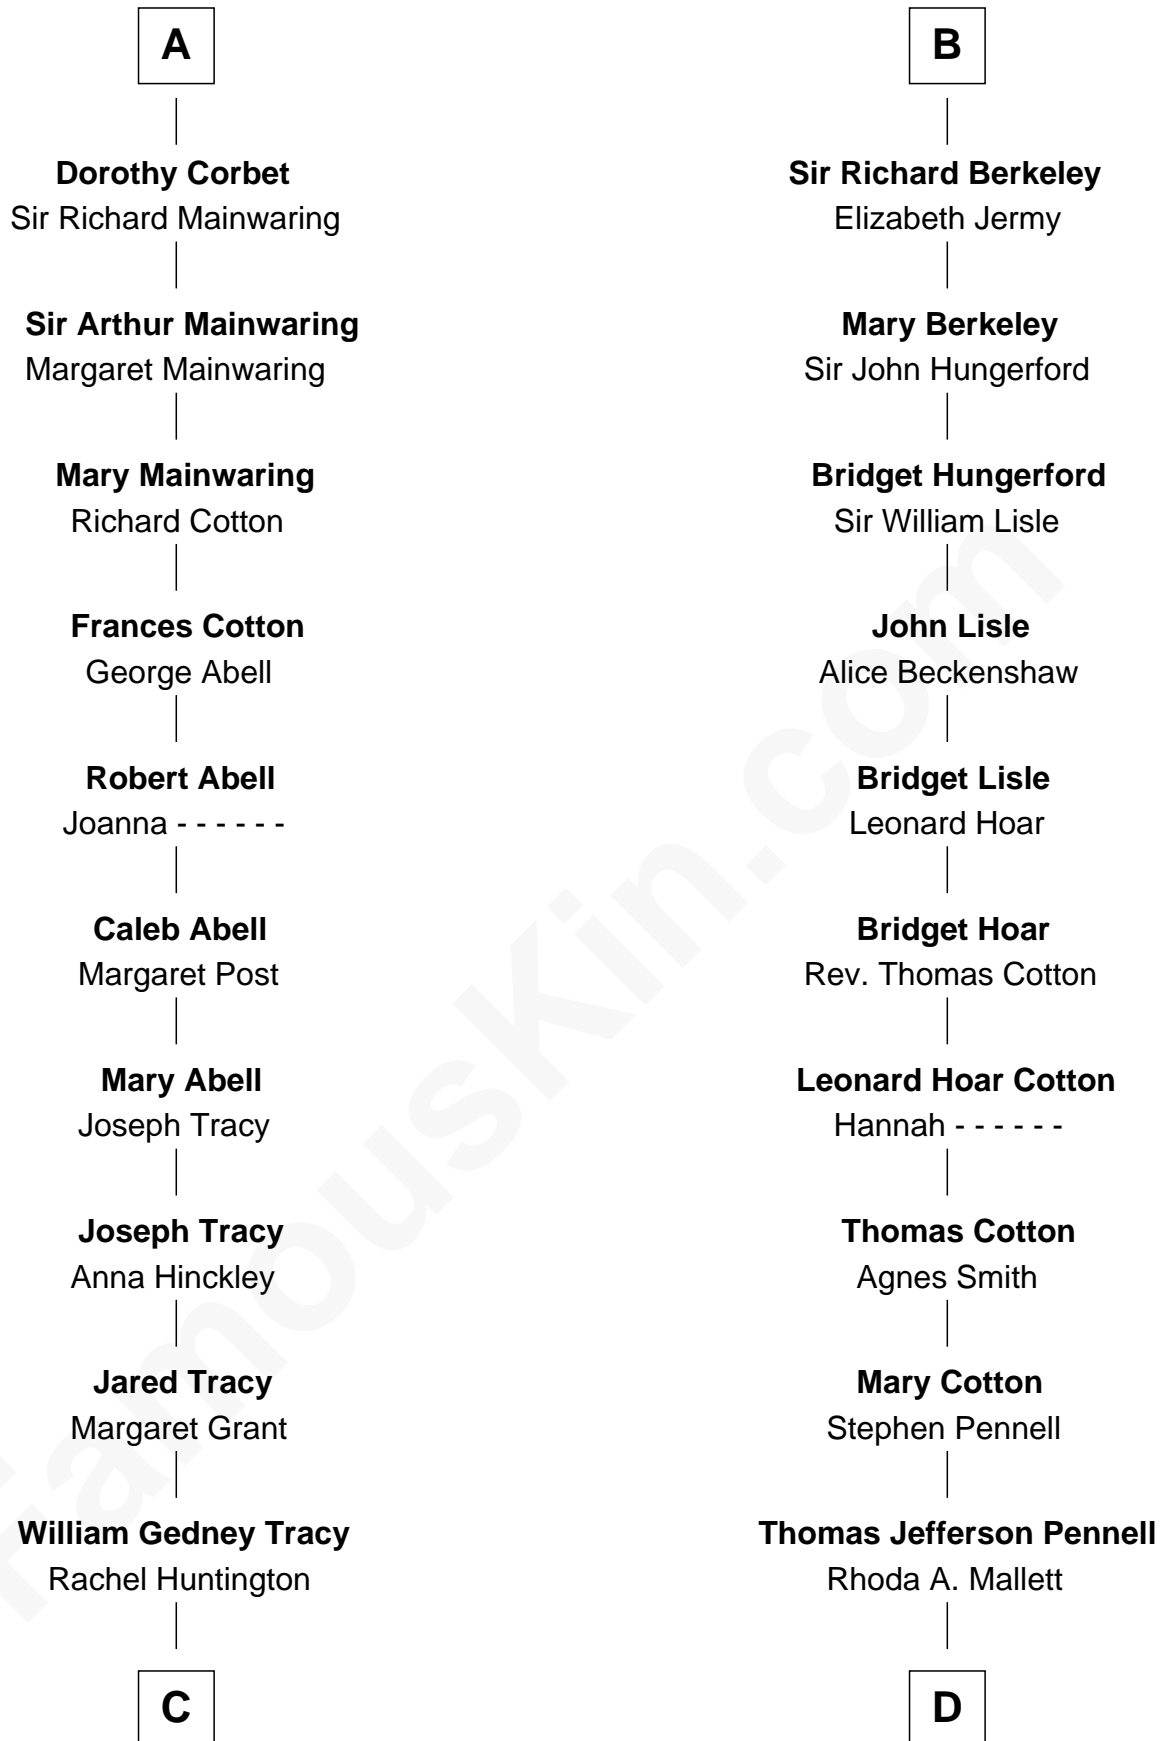 A
Dorothy Corbet
Sir Richard Mainwaring
Sir Arthur Mainwaring
Margaret Mainwaring
Mary Mainwaring
Richard Cotton
Frances Cotton
George Abell
Robert Abell
Joanna - - - - - -
Caleb Abell
Margaret Post
Mary Abell
Joseph Tracy
Joseph Tracy
Anna Hinckley
Jared Tracy
Margaret Grant
William Gedney Tracy
Rachel Huntington
C
B
Sir Richard Berkeley
Elizabeth Jermy
Mary Berkeley
Sir John Hungerford
Bridget Hungerford
Sir William Lisle
John Lisle
Alice Beckenshaw
Bridget Lisle
Leonard Hoar
Bridget Hoar
Rev. Thomas Cotton
Leonard Hoar Cotton
Hannah - - - - - -
Thomas Cotton
Agnes Smith
Mary Cotton
Stephen Pennell
Thomas Jefferson Pennell
Rhoda A. Mallett
D
FamousKin.com